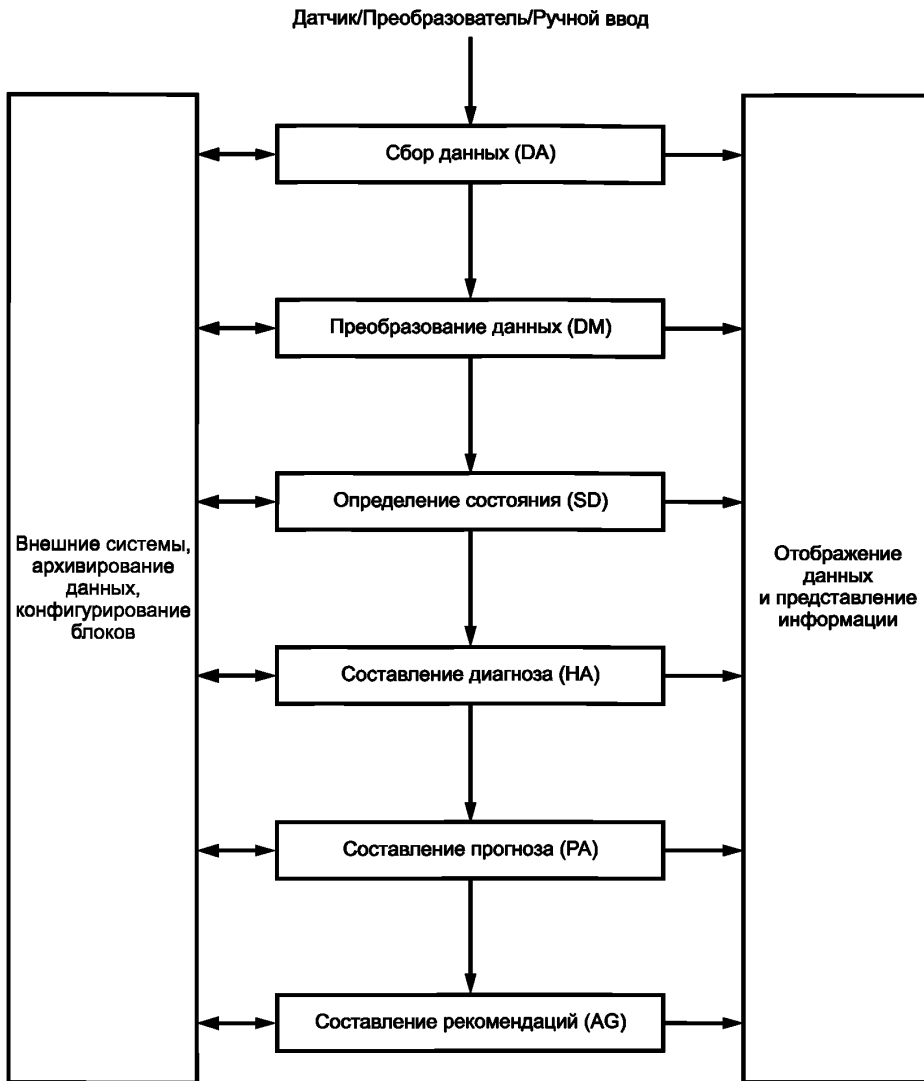 Датчик/Преобразователь/Ручной ввод
Сбор данных (DA)
Преобразование данных (DM)
Определение состояния (SD)
Внешние системы,
архивирование
данных,
конфигурирование
блоков
Отображение
данных
и представление
информации
Составление диагноза (HA)
Составление прогноза (PA)
Составление рекомендаций (AG)